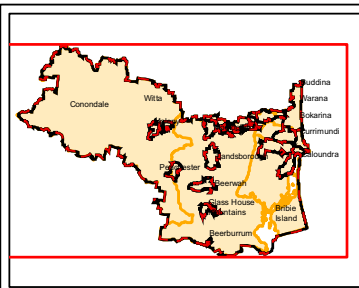 Buddina
Warana
Witta
Conondale
Bokarina
Currimundi
Landsborough
Caloundra
Peachester
Beerwah
Glass House
Mountains
Bribie
Island
Beerburrum